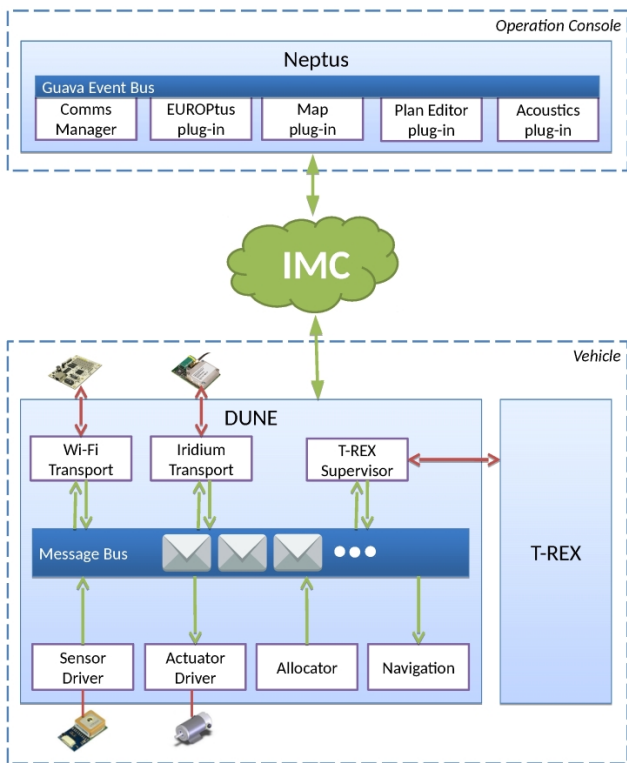 Operation Console
Neptus
Guava Event Bus
Comms
Manager
EUROPtus
plug-in
Map
plug-in
Plan Editor
plug-in
Acoustics
plug-in
IMC
Vehicle
DUNE
Wi-Fi
Transport
Iridium
Transport
T-REX
Supervisor
Message Bus
T-REX
Sensor
Driver
Actuator
Driver
Allocator
Navigation